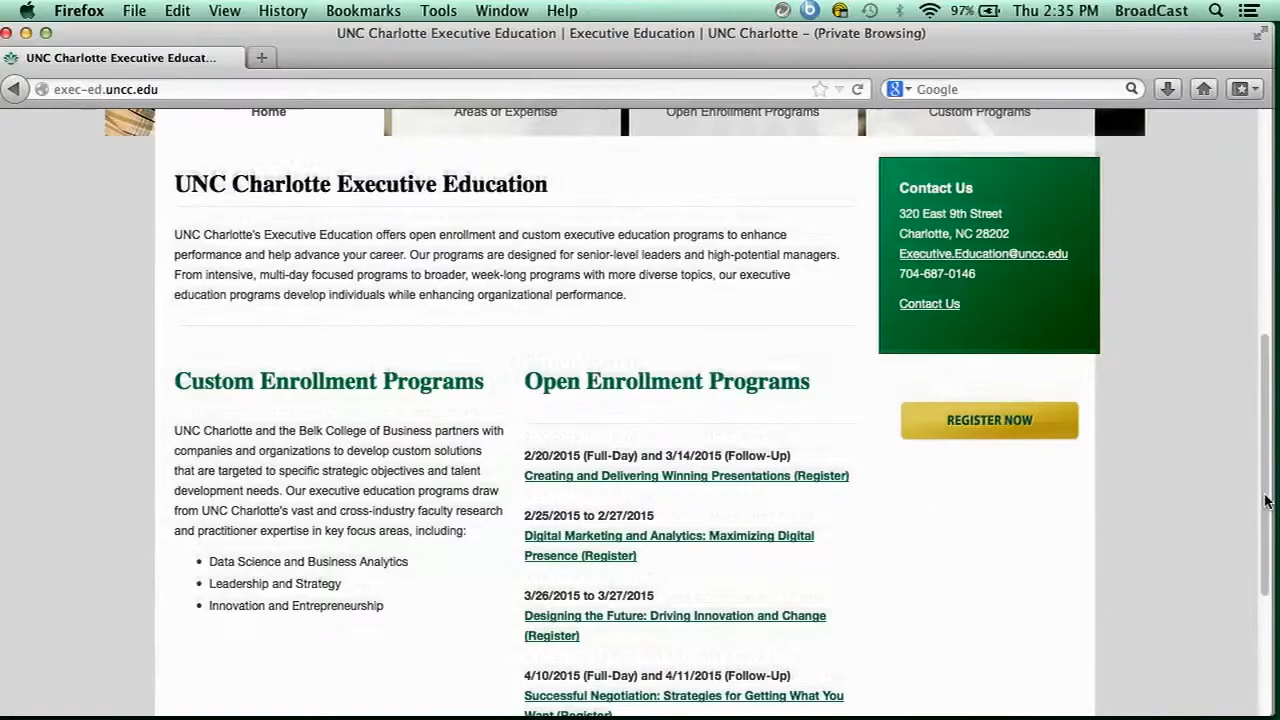 Firefox File Edit View History Bookmarks Tools Window Help 97% Thu 2:35 PM BroadCast
UNC Charlotte Executive Education | Executive Education | UNC Charlotte – (Private Browsing)
UNC Charlotte Executive Educat...
exec-ed.uncc.edu
Google
Home
Areas of Expertise
Open Enrollment Programs
Custom Programs
UNC Charlotte Executive Education
UNC Charlotte's Executive Education offers open enrollment and custom executive education programs to enhance
performance and help advance your career. Our programs are designed for senior-level leaders and high-potential managers.
From intensive, multi-day focused programs to broader, week-long programs with more diverse topics, our executive
education programs develop individuals while enhancing organizational performance.
Contact Us
320 East 9th Street
Charlotte, NC 28202
Executive.Education@uncc.edu
704-687-0146
Contact Us
REGISTER NOW
Custom Enrollment Programs
UNC Charlotte and the Belk College of Business partners with
companies and organizations to develop custom solutions
that are targeted to specific strategic objectives and talent
development needs. Our executive education programs draw
from UNC Charlotte's vast and cross-industry faculty research
and practitioner expertise in key focus areas, including:
• Data Science and Business Analytics
• Leadership and Strategy
• Innovation and Entrepreneurship
Open Enrollment Programs
2/20/2015 (Full-Day) and 3/14/2015 (Follow-Up)
Creating and Delivering Winning Presentations (Register)
2/25/2015 to 2/27/2015
Digital Marketing and Analytics: Maximizing Digital
Presence (Register)
3/26/2015 to 3/27/2015
Designing the Future: Driving Innovation and Change
(Register)
4/10/2015 (Full-Day) and 4/11/2015 (Follow-Up)
Successful Negotiation: Strategies for Getting What You
Want (Register)